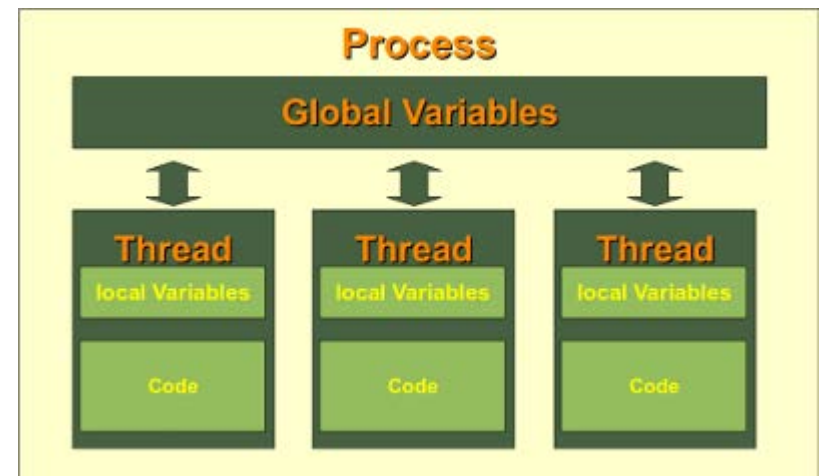 Process
Global Variables
Thread Thread Thread
local Variables local Variables local Variables
Code Code Code